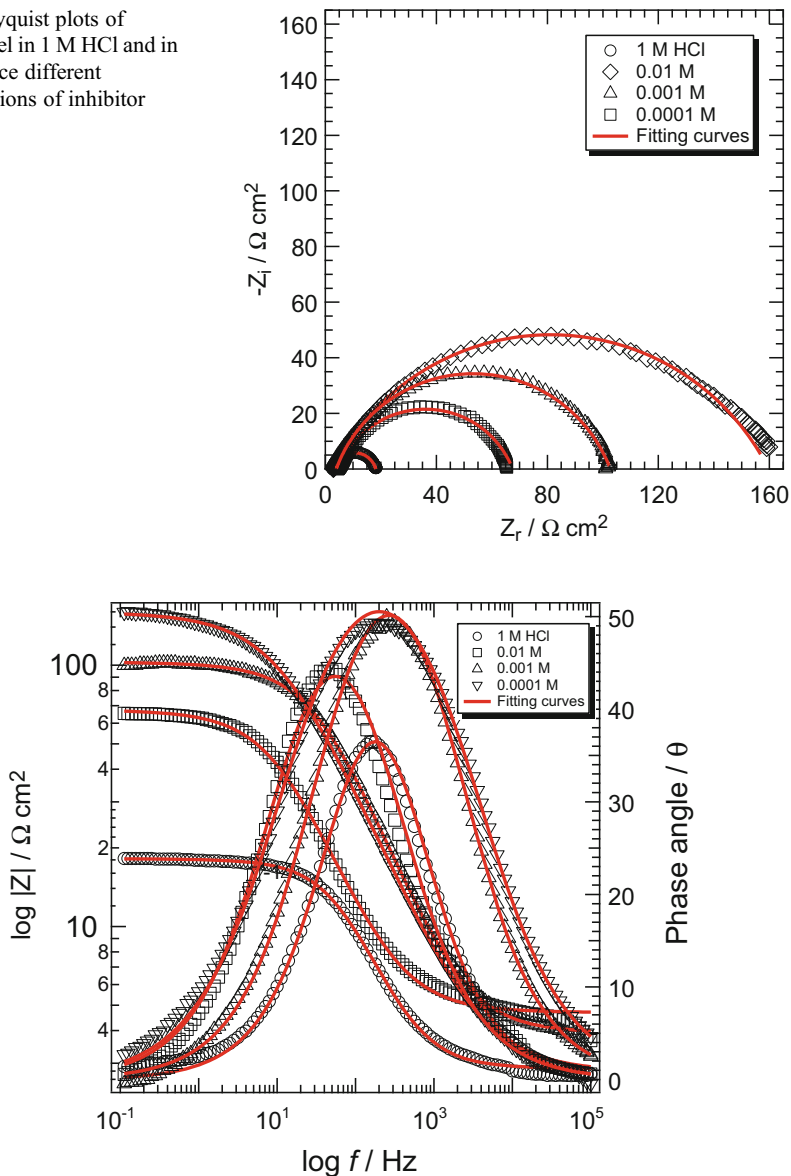 yquist plots of
el in 1 M HCl and in
ce different
ions of inhibitor
160
140
120
100
80
60
40
20
0
-Zi / Ω cm2
1 M HCl
0.01 M
0.001 M
0.0001 M
Fitting curves
0 40 80 120 160
Zr / Ω cm2
100
8
6
4
2
10
8
6
4
log |Z| / Ω cm2
1 M HCl
0.01 M
0.001 M
0.0001 M
Fitting curves
50
40
30
20
10
0
Phase angle / θ
10-1 101 103 105
log f / Hz